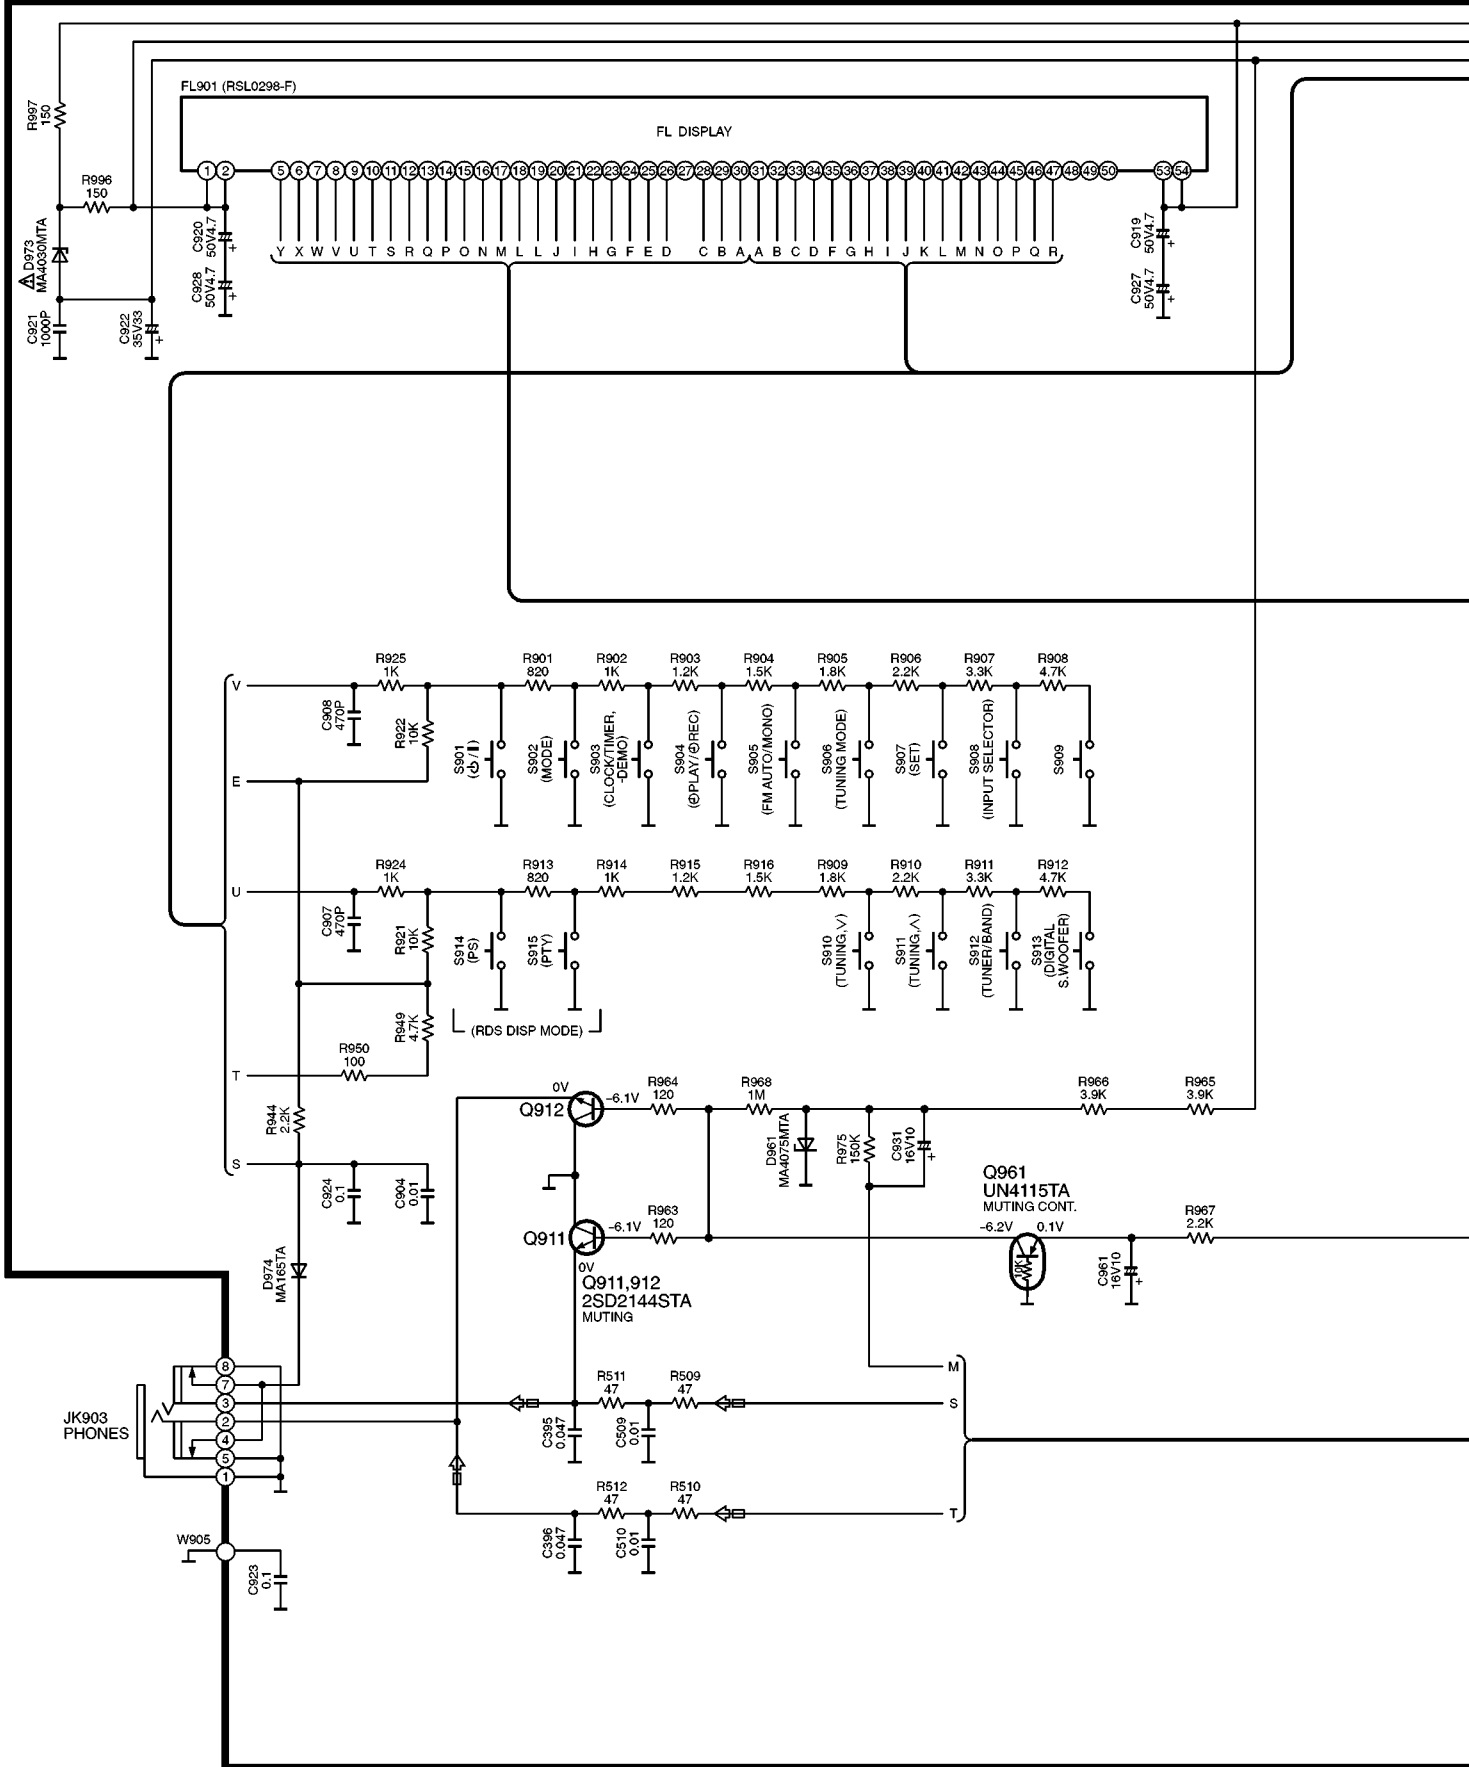 FL901 (RSL0298-F)
FL DISPLAY
R997
150
R996
150
1 2 5 6 7 8 9 10 11 12 13 14 15 16 17 18 19 20 21 22 23 24 25 26 27 28 29 30 31 32 33 34 35 36 37 38 39 40 41 42 43 44 45 46 47 48 49 50 53 54
D973
MA4030MTA
C920
50V4.7
+
C928
50V4.7
+
Y X W V U T S R Q P O N M L L J I H G F E D C B A A B C D F G H I J K L M N O P Q R
C919
50V4.7
+
C927
50V4.7
+
C921
1000P
C922
35V33
+
R925
1K
R901
820
R902
1K
R903
1.2K
R904
1.5K
R905
1.8K
R906
2.2K
R907
3.3K
R908
4.7K
V
C908
470P
R922
10K
S901
(⏻/I)
S902
(MODE)
S903
(CLOCK/TIMER,
-DEMO)
S904
(⏲PLAY/⏲REC)
S905
(FM AUTO/MONO)
S906
(TUNING MODE)
S907
(SET)
S908
(INPUT SELECTOR)
S909
E
R924
1K
R913
820
R914
1K
R915
1.2K
R916
1.5K
R909
1.8K
R910
2.2K
R911
3.3K
R912
4.7K
U
C907
470P
R921
10K
S914
(PS)
S915
(PTY)
S910
(TUNING,∨)
S911
(TUNING,∧)
S912
(TUNER/BAND)
S913
(DIGITAL
S.WOOFER)
R949
4.7K
(RDS DISP MODE)
R950
100
T
R944
2.2K
0V
Q912
-6.1V
R964
120
R968
1M
R966
3.9K
R965
3.9K
D961
MA4075MTA
R975
150K
C931
16V10
+
S
C924
0.1
C904
0.01
Q961
UN4115TA
MUTING CONT.
Q911
-6.1V
R963
120
-6.2V
0.1V
R967
2.2K
10K
C961
16V10
+
0V
Q911,912
2SD2144STA
MUTING
D974
MA165TA
8
7
3
2
4
5
1
JK903
PHONES
R511
47
R509
47
M
S
C395
0.047
C509
0.01
R512
47
R510
47
T
C396
0.047
C510
0.01
W905
C923
0.1